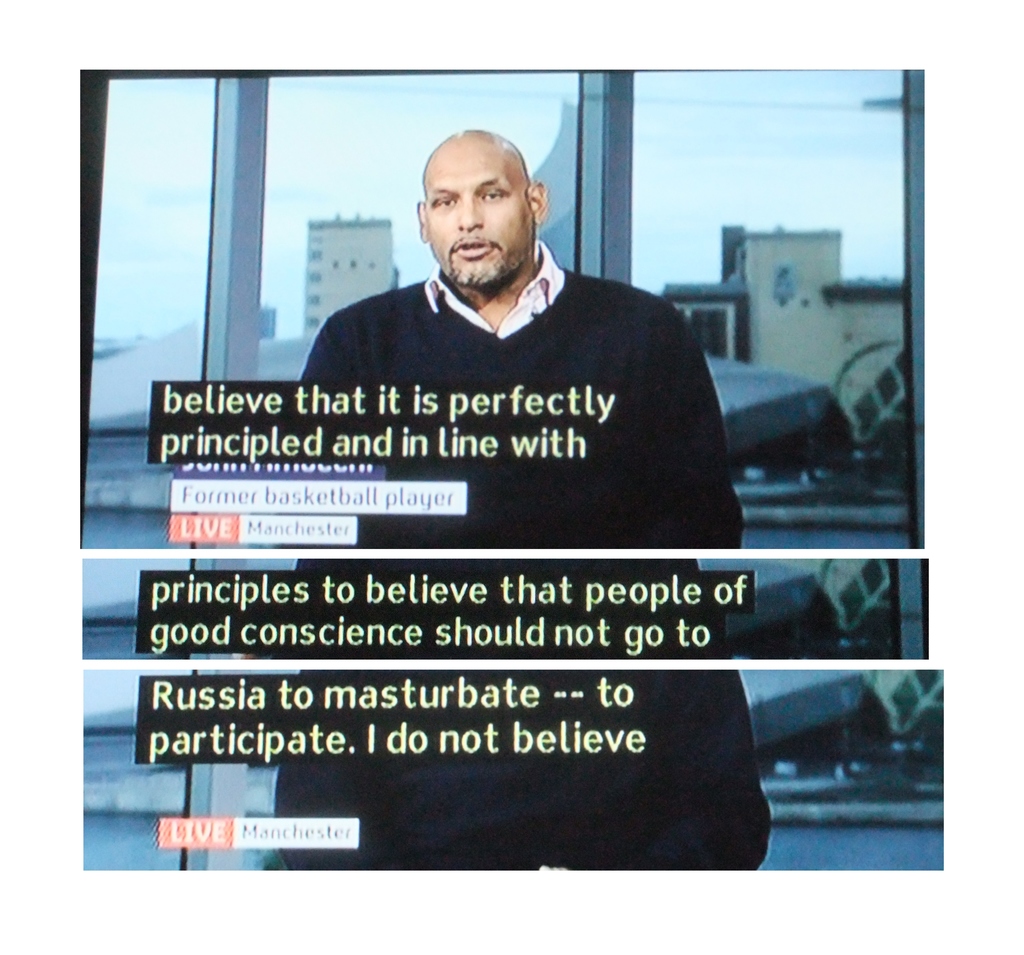 believe that it is perfectly
principled and in line with
Former basketball player
LIVE Manchester
principles to believe that people of
good conscience should not go to
Russia to masturbate -- to
participate. I do not believe
LIVE Manchester